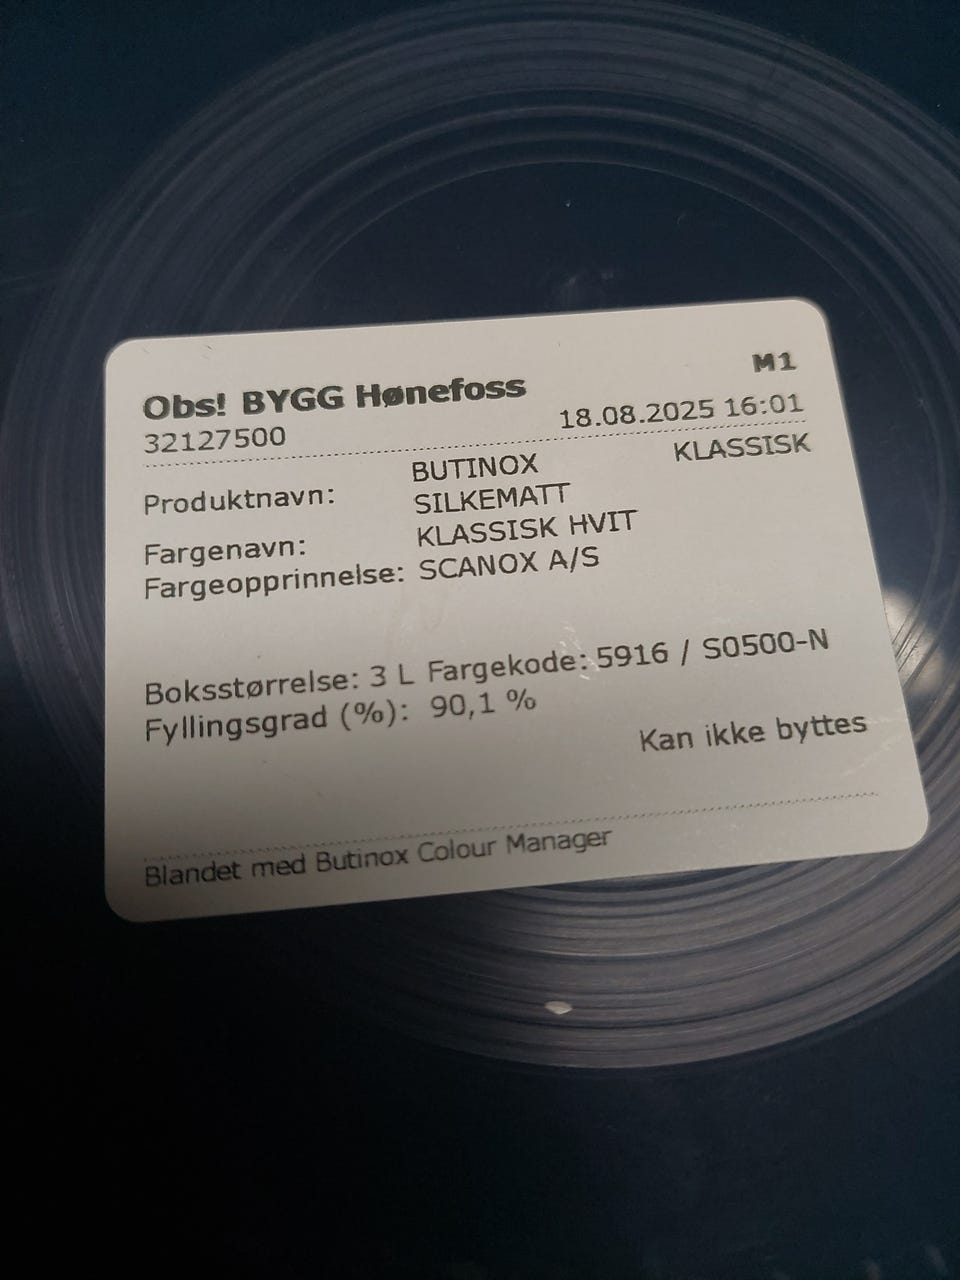 M1
Obs! BYGG Hønefoss
32127500 18.08.2025 16:01
Produktnavn: BUTINOX KLASSISK
SILKEMATT
Fargenavn: KLASSISK HVIT
Fargeopprinnelse: SCANOX A/S
Boksstørrelse: 3 L Fargekode: 5916 / S0500-N
Fyllingsgrad (%): 90,1 %
Kan ikke byttes
Blandet med Butinox Colour Manager